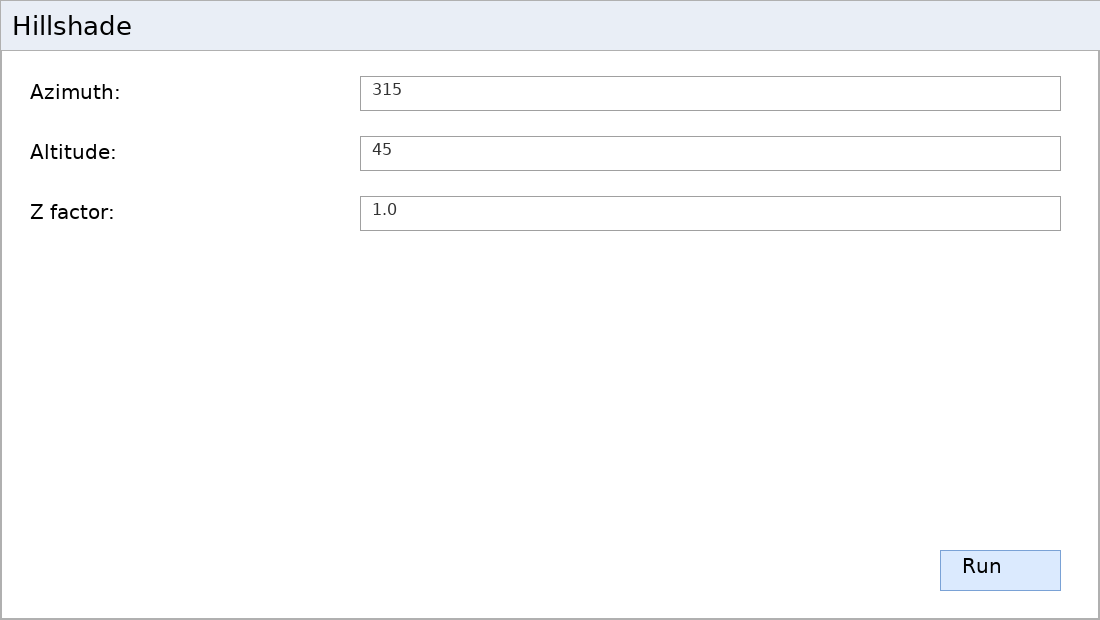 Hillshade
Azimuth: 315
Altitude: 45
Z factor: 1.0
Run